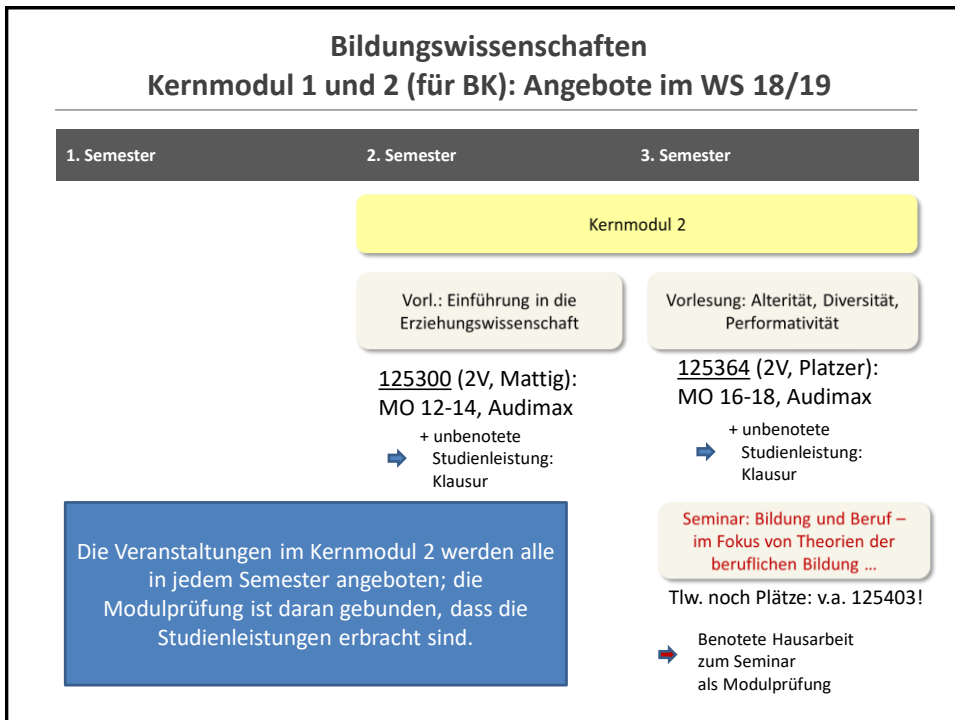 Bildungswissenschaften
Kernmodul 1 und 2 (für BK): Angebote im WS 18/19
1. Semester
2. Semester
3. Semester
Kernmodul 2
Vorl.: Einführung in die
Erziehungswissenschaft
125300 (2V, Mattig):
MO 12-14, Audimax
+ unbenotete
Studienleistung:
Klausur
Vorlesung: Alterität, Diversität,
Performativität
125364 (2V, Platzer):
MO 16-18, Audimax
+ unbenotete
Studienleistung:
Klausur
Die Veranstaltungen im Kernmodul 2 werden alle
in jedem Semester angeboten; die
Modulprüfung ist daran gebunden, dass die
Studienleistungen erbracht sind.
Seminar: Bildung und Beruf –
im Fokus von Theorien der
beruflichen Bildung ...
Tlw. noch Plätze: v.a. 125403!
Benotete Hausarbeit
zum Seminar
als Modulprüfung